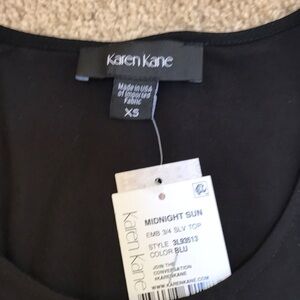 Karen Kane
Made in USA
of Imported
Fabric
XS
Karen Kane
MIDNIGHT SUN
EMB 3/4 SLV TOP
STYLE 3L93513
COLOR BLU
JOIN THE
CONVERSATION
#KARENKANE
WWW.KARENKANE.COM